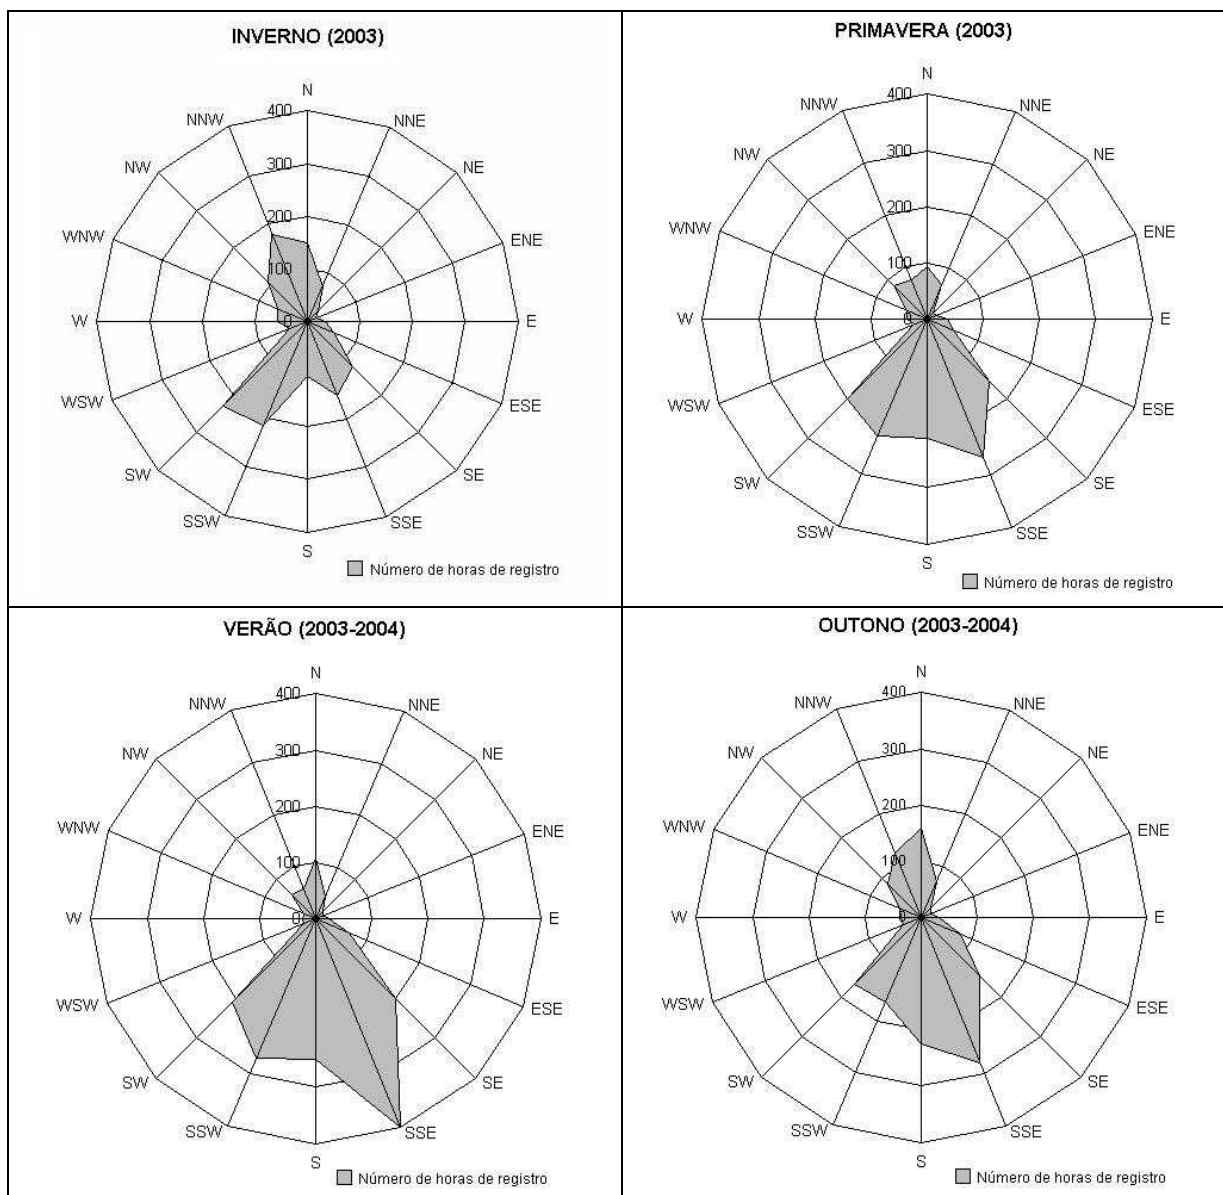 INVERNO (2003)
N
NNE
NE
ENE
E
ESE
SE
SSE
S
SSW
SW
WSW
W
WNW
NW
NNW
400
300
200
100
0
Número de horas de registro
PRIMAVERA (2003)
N
NNE
NE
ENE
E
ESE
SE
SSE
S
SSW
SW
WSW
W
WNW
NW
NNW
400
300
200
100
0
Número de horas de registro
VERÃO (2003-2004)
N
NNE
NE
ENE
E
ESE
SE
SSE
S
SSW
SW
WSW
W
WNW
NW
NNW
400
300
200
100
0
Número de horas de registro
OUTONO (2003-2004)
N
NNE
NE
ENE
E
ESE
SE
SSE
S
SSW
SW
WSW
W
WNW
NW
NNW
400
300
200
100
0
Número de horas de registro